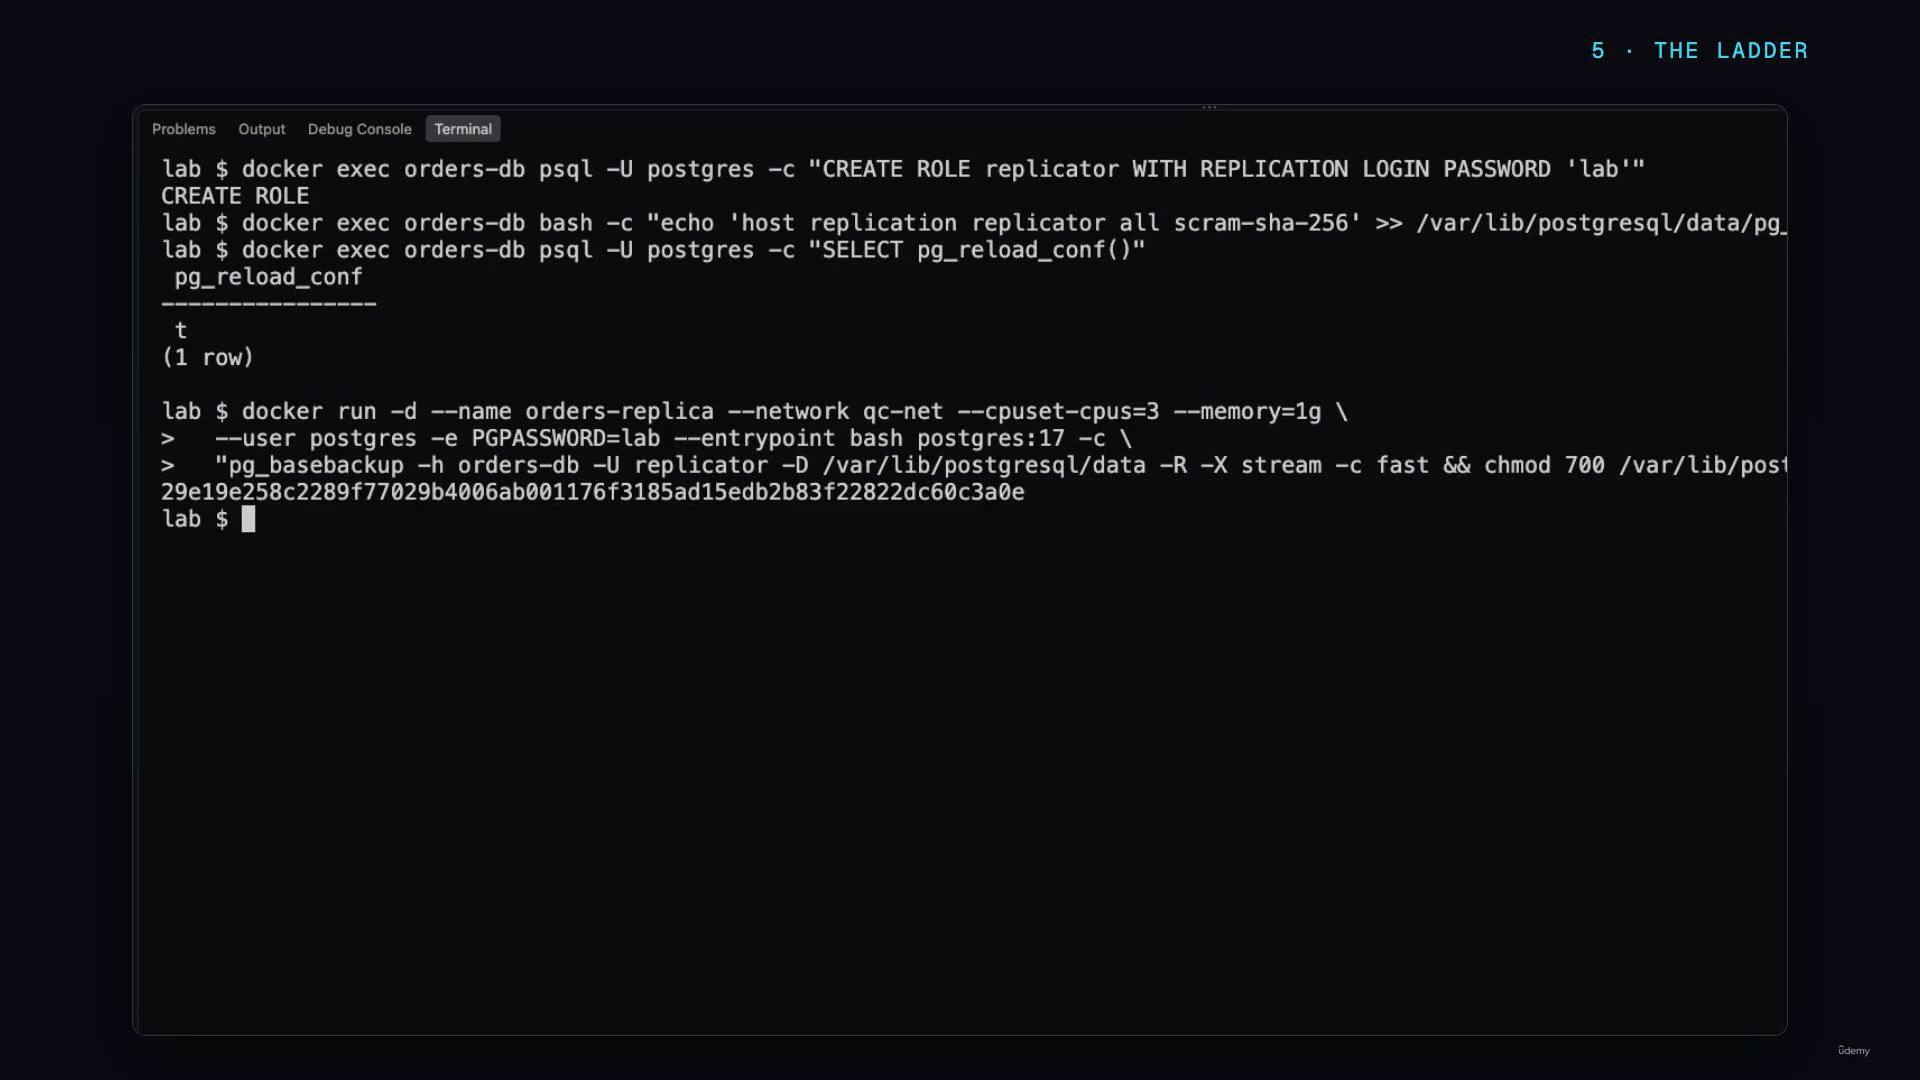 5 · THE LADDER
Problems Output Debug Console Terminal
lab $ docker exec orders-db psql -U postgres -c "CREATE ROLE replicator WITH REPLICATION LOGIN PASSWORD 'lab'"
CREATE ROLE
lab $ docker exec orders-db bash -c "echo 'host replication replicator all scram-sha-256' >> /var/lib/postgresql/data/pg_
lab $ docker exec orders-db psql -U postgres -c "SELECT pg_reload_conf()"
pg_reload_conf
----------------
t
(1 row)
lab $ docker run -d --name orders-replica --network qc-net --cpuset-cpus=3 --memory=1g \
>   --user postgres -e PGPASSWORD=lab --entrypoint bash postgres:17 -c \
>   "pg_basebackup -h orders-db -U replicator -D /var/lib/postgresql/data -R -X stream -c fast && chmod 700 /var/lib/post
29e19e258c2289f77029b4006ab001176f3185ad15edb2b83f22822dc60c3a0e
lab $
ûdemy